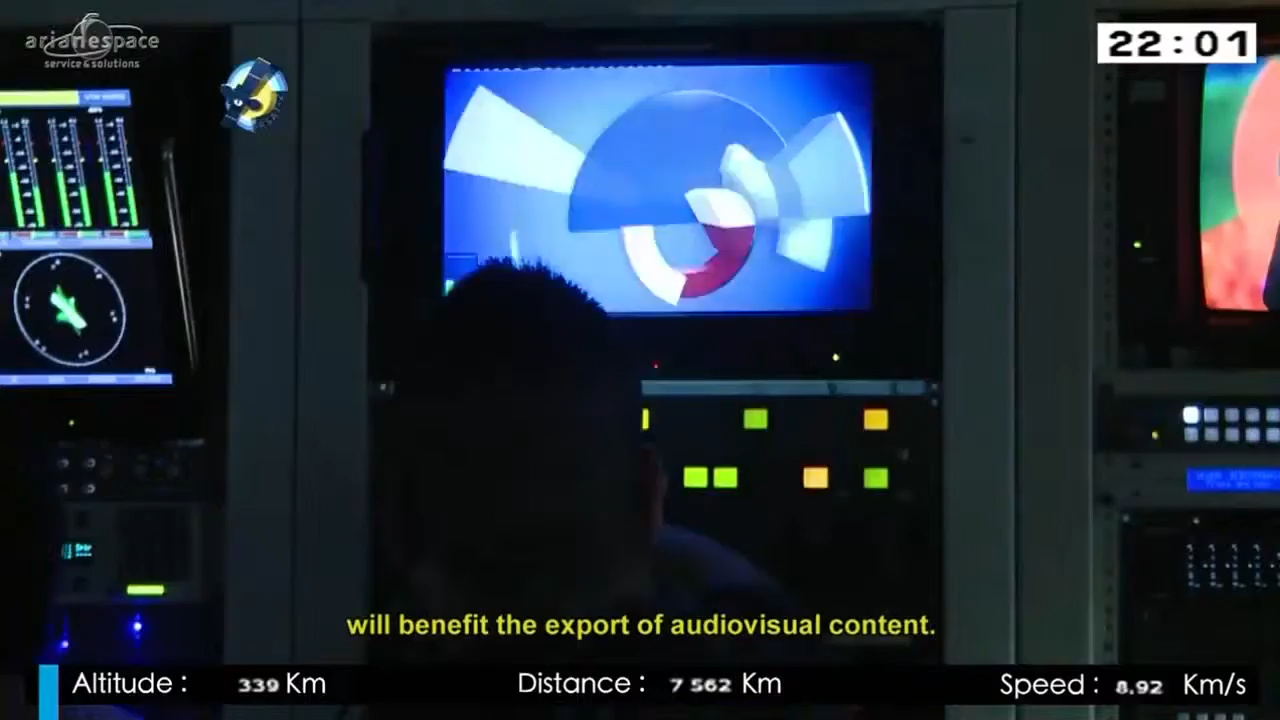 arianespace
service & solutions
22:01
will benefit the export of audiovisual content.
Altitude : 339 Km
Distance : 7 562 Km
Speed : 8.92 Km/s